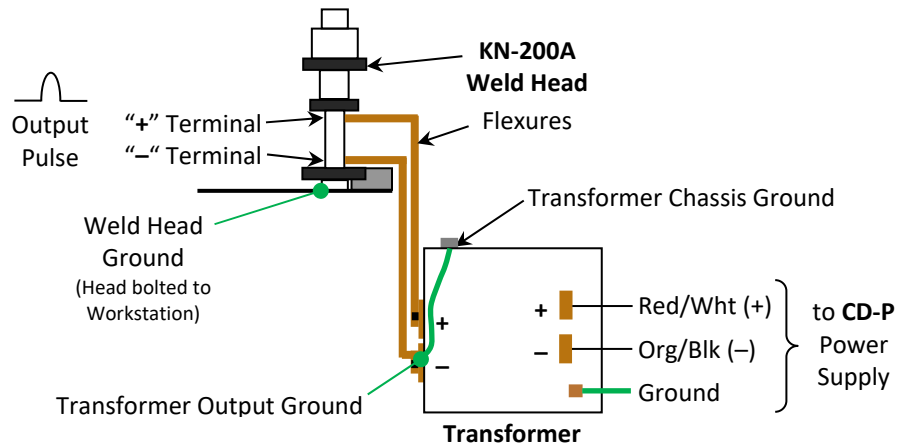 KN-200A
Weld Head
Output
Pulse
“+” Terminal
“–“ Terminal
Flexures
Transformer Chassis Ground
Weld Head
Ground
(Head bolted to
Workstation)
+
–
+
–
Red/Wht (+)
Org/Blk (–)
Ground
to CD-P
Power
Supply
Transformer Output Ground
Transformer